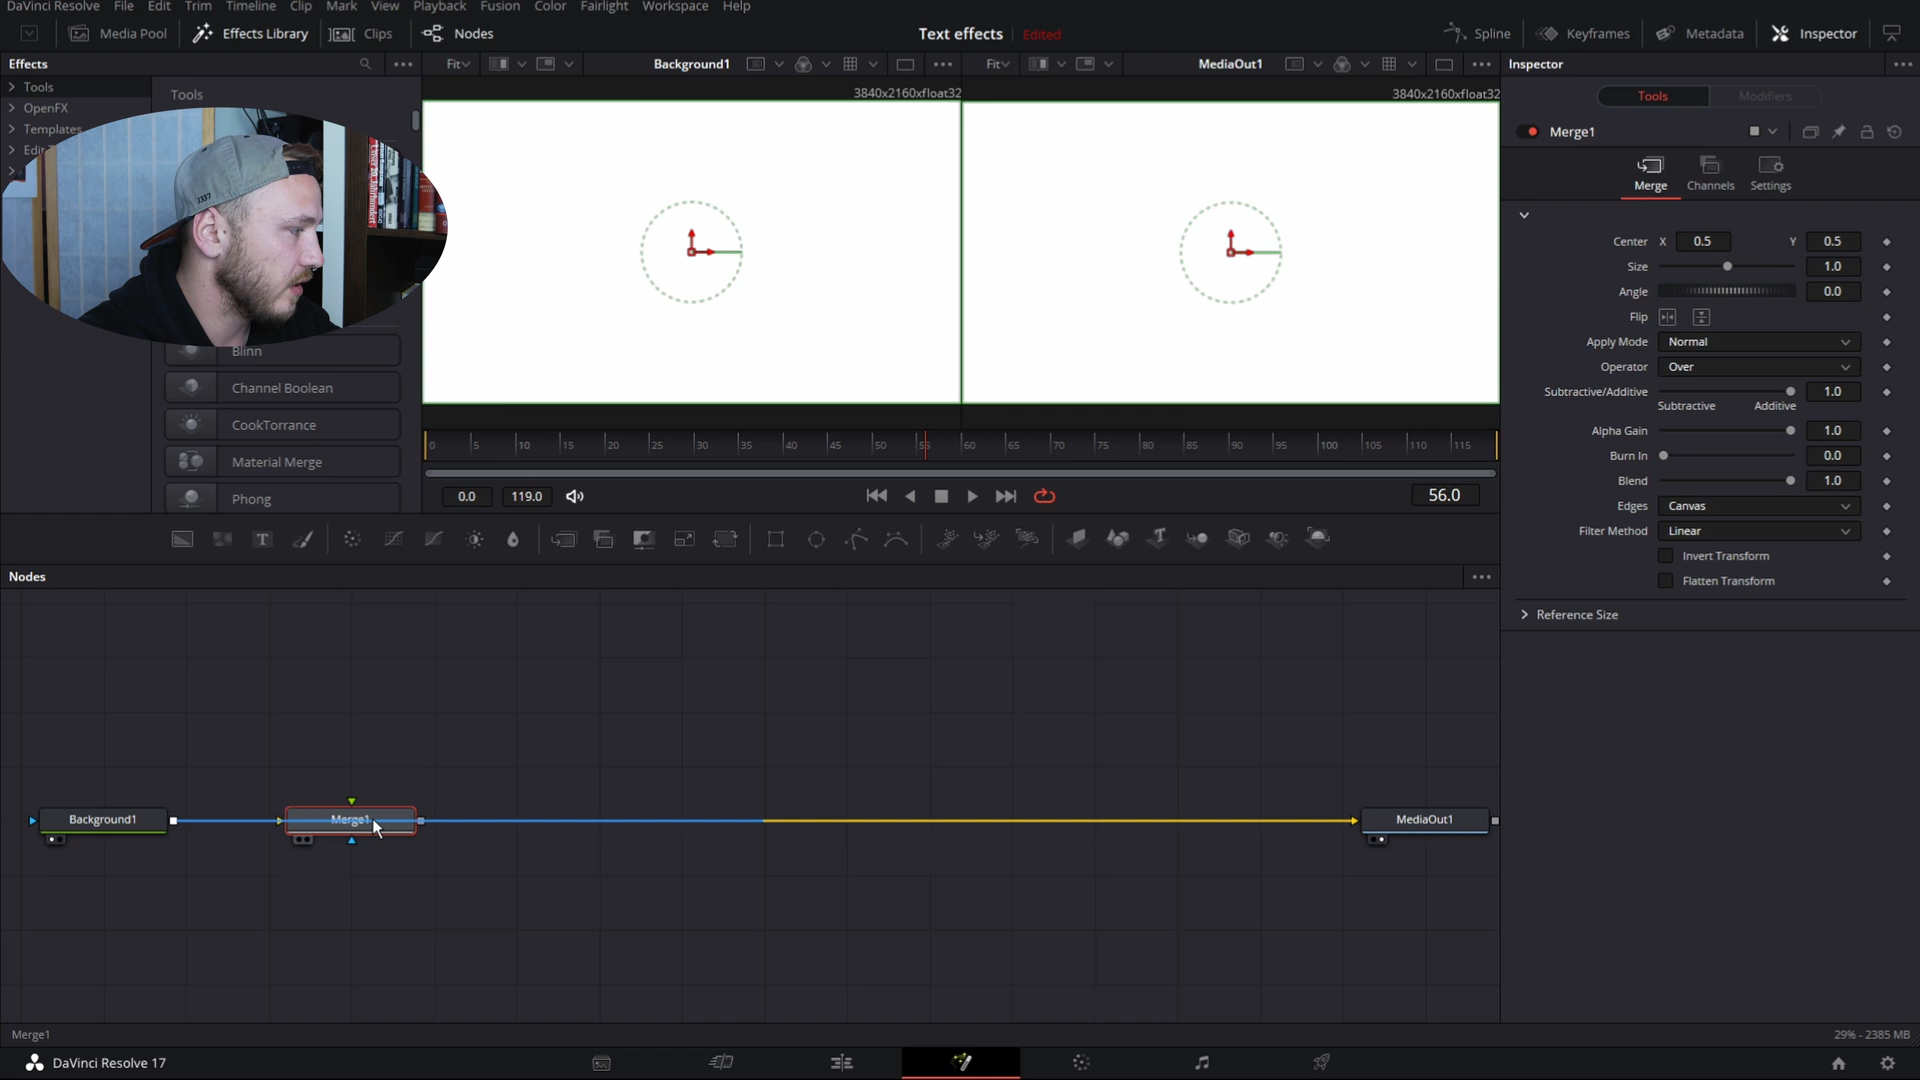 DaVinci Resolve File Edit Trim Timeline Clip Mark View Playback Fusion Color Fairlight Workspace Help
Media Pool Effects Library Clips Nodes Text effects Edited Spline Keyframes Metadata Inspector
Effects Fit Background1 Fit MediaOut1 Inspector
3840x2160xfloat32 3840x2160xfloat32
Tools
OpenFX
Templates
Tools
Tools Modifiers
Merge1
Merge Channels Settings
Center X 0.5 Y 0.5
Size 1.0
Angle 0.0
Flip
Apply Mode Normal
Operator Over
Subtractive/Additive 1.0
Subtractive Additive
Alpha Gain 1.0
Burn In 0.0
Blend 1.0
Edges Canvas
Filter Method Linear
Invert Transform
Flatten Transform
Reference Size
Blinn
Channel Boolean
CookTorrance
Material Merge
Phong
0 5 10 15 20 25 30 35 40 45 50 55 60 65 70 75 80 85 90 95 100 105 110 115
0.0 119.0 56.0
Nodes
Background1 Merge1 MediaOut1
Merge1 29% - 2385 MB
DaVinci Resolve 17